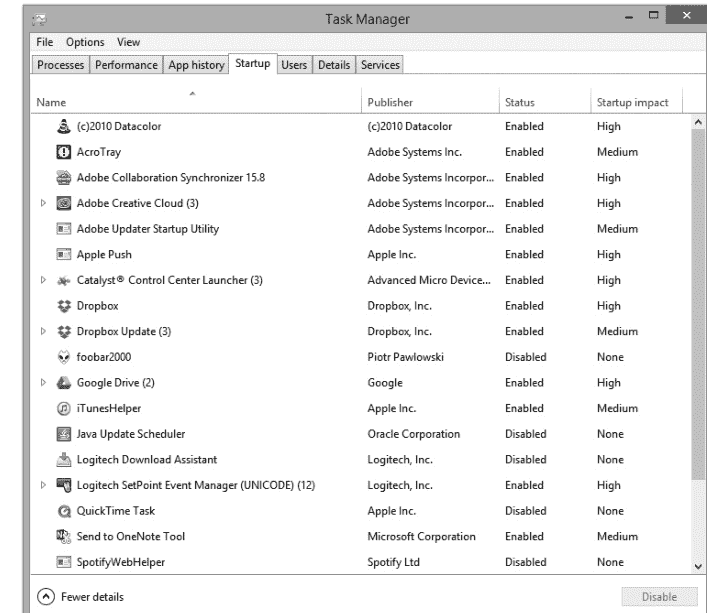 Task Manager
File Options View
Processes Performance App history Startup Users Details Services
Name Publisher Status Startup impact
(c)2010 Datacolor (c)2010 Datacolor Enabled High
AcroTray Adobe Systems Inc. Enabled Medium
Adobe Collaboration Synchronizer 15.8 Adobe Systems Incorpor... Enabled High
Adobe Creative Cloud (3) Adobe Systems Incorpor... Enabled High
Adobe Updater Startup Utility Adobe Systems Incorpor... Enabled Medium
Apple Push Apple Inc. Enabled High
Catalyst® Control Center Launcher (3) Advanced Micro Device... Enabled High
Dropbox Dropbox, Inc. Enabled High
Dropbox Update (3) Dropbox, Inc. Enabled Medium
foobar2000 Piotr Pawlowski Disabled None
Google Drive (2) Google Enabled High
iTunesHelper Apple Inc. Enabled Medium
Java Update Scheduler Oracle Corporation Disabled None
Logitech Download Assistant Logitech, Inc. Disabled None
Logitech SetPoint Event Manager (UNICODE) (12) Logitech, Inc. Enabled High
QuickTime Task Apple Inc. Disabled None
Send to OneNote Tool Microsoft Corporation Enabled Medium
SpotifyWebHelper Spotify Ltd Disabled None
Fewer details Disable